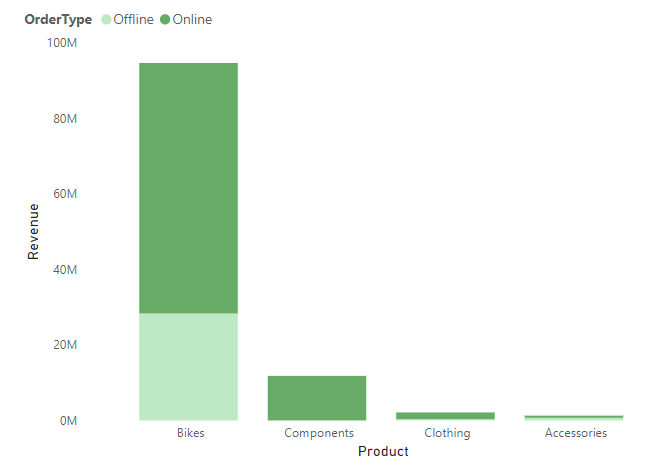 OrderType Offline Online
100M
80M
60M
40M
20M
0M
Revenue
Bikes Components Clothing Accessories
Product